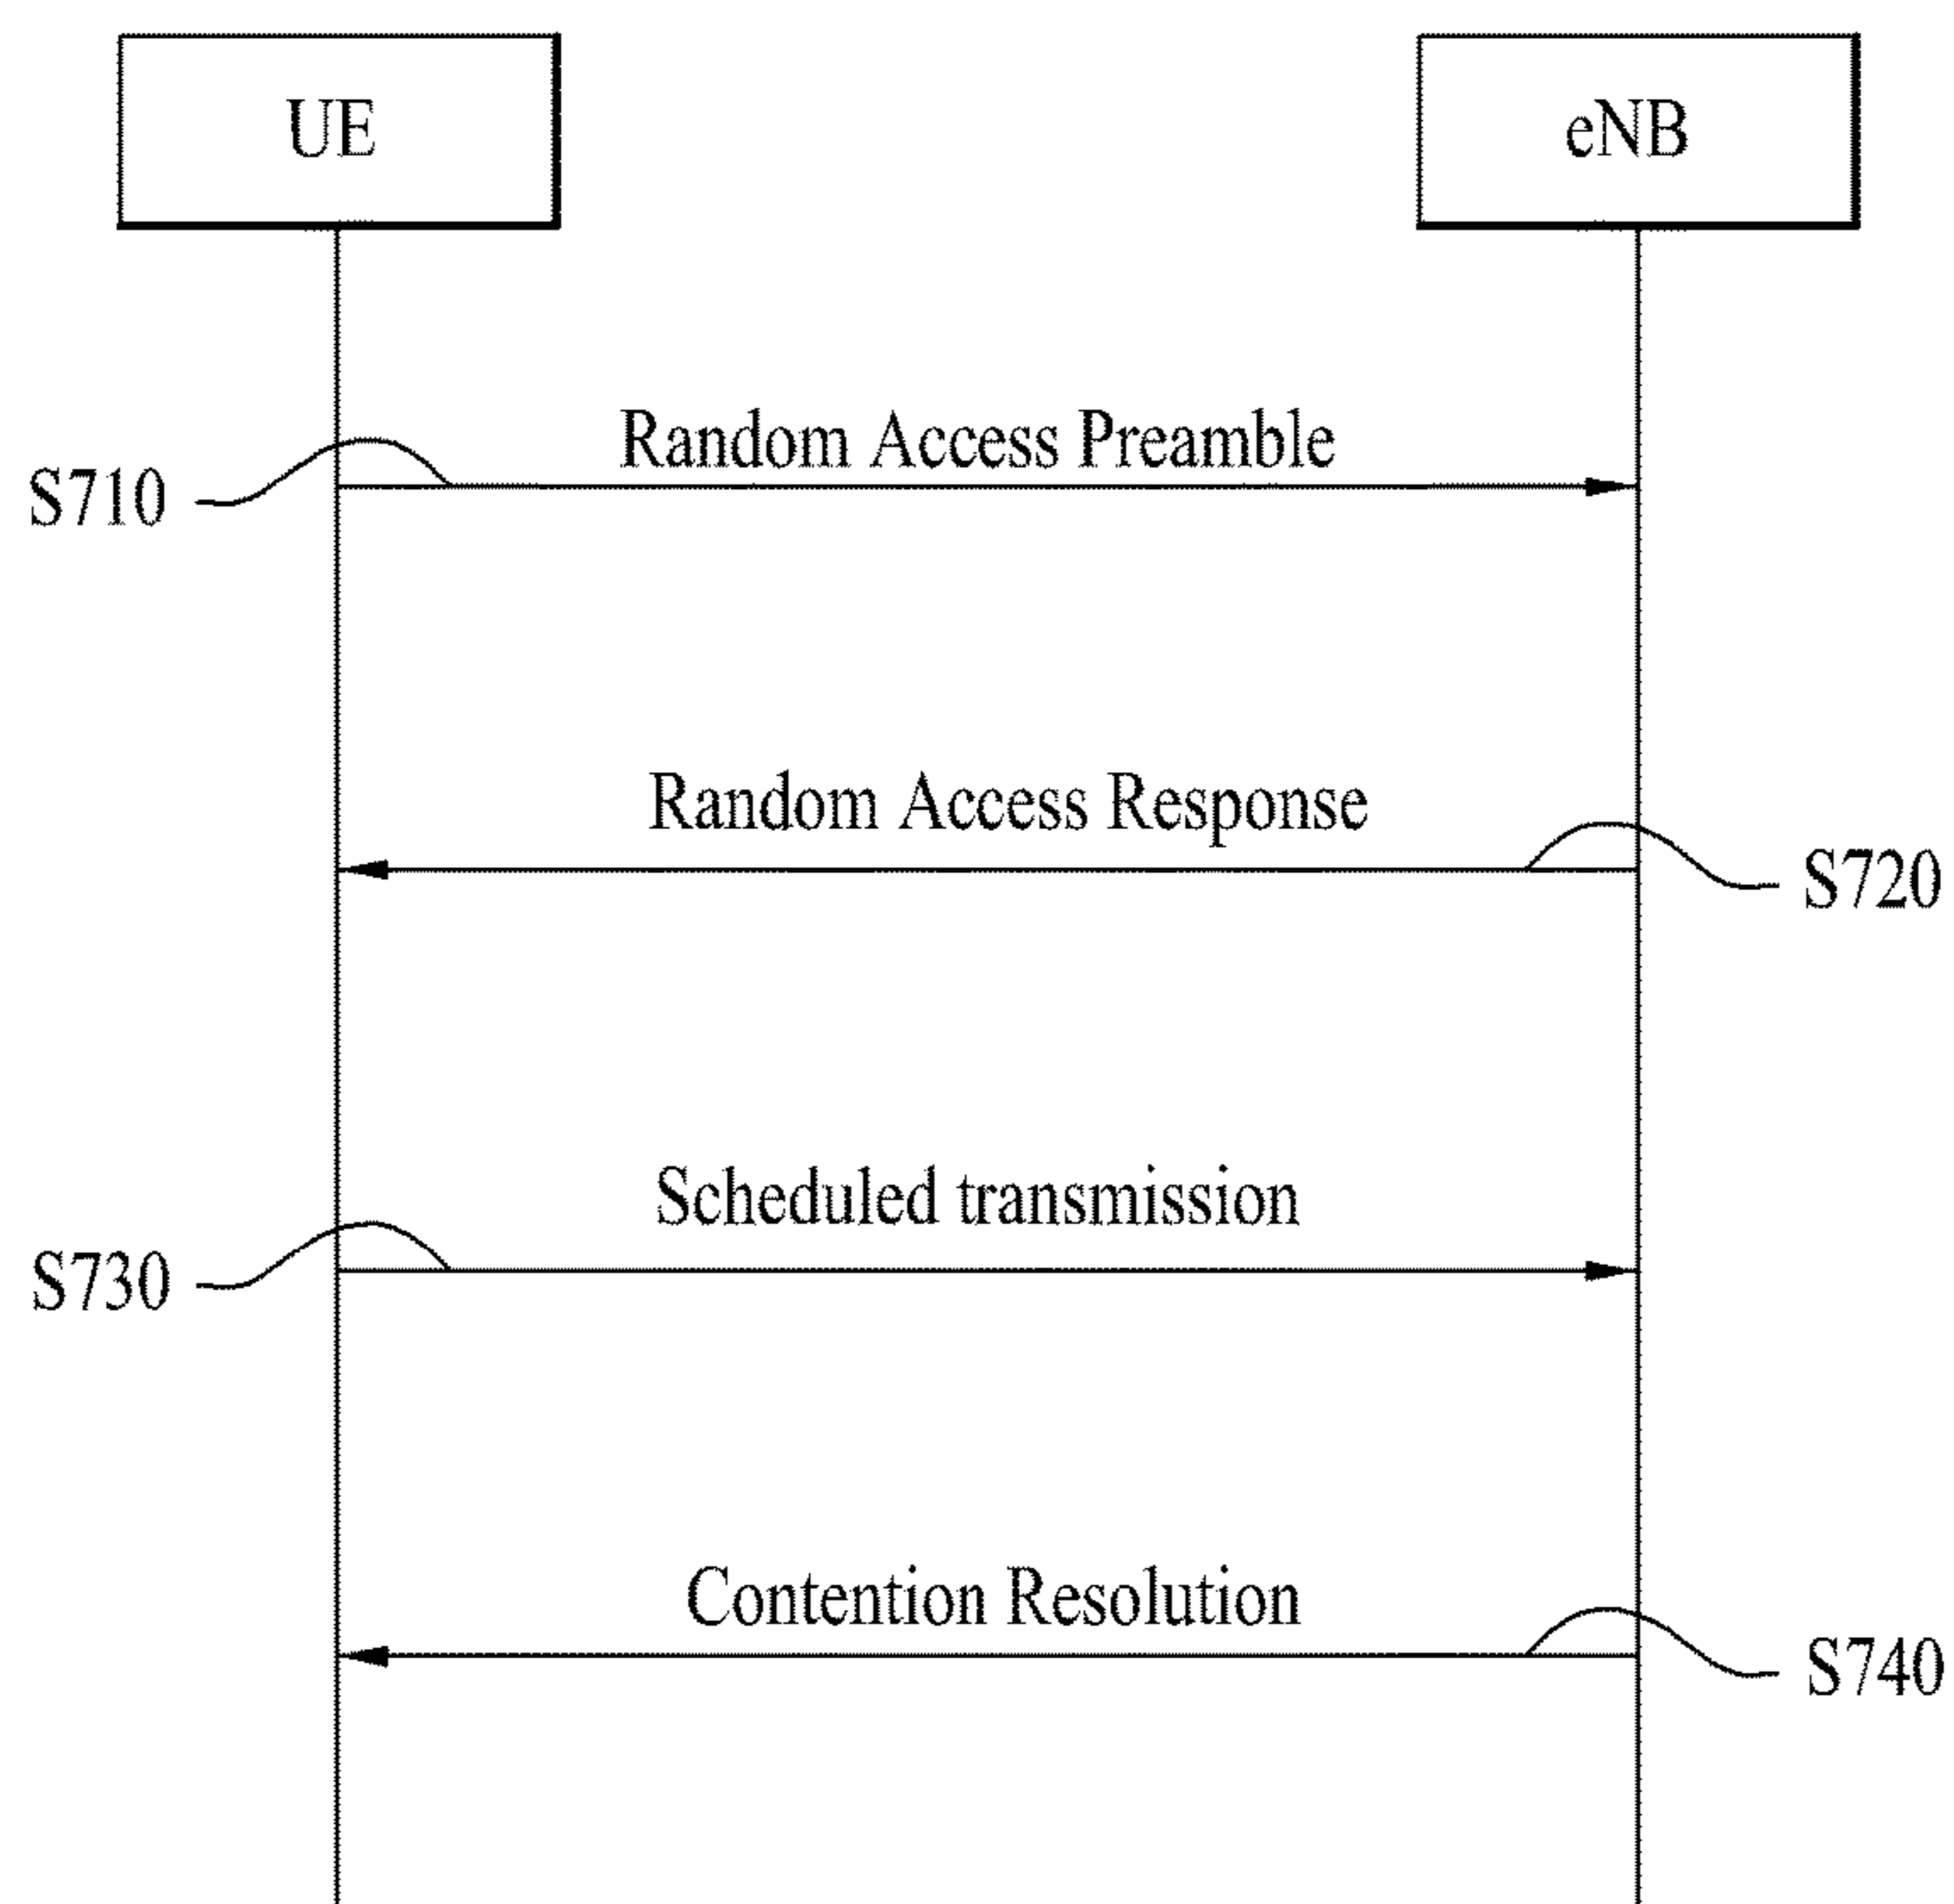 UE
eNB
Random Access Preamble
S710
Random Access Response
S720
Scheduled transmission
S730
Contention Resolution
S740